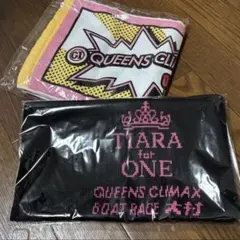 QUEENS CLI
TIARA
for
ONE
QUEENS CLIMAX
BOAT RACE 大村